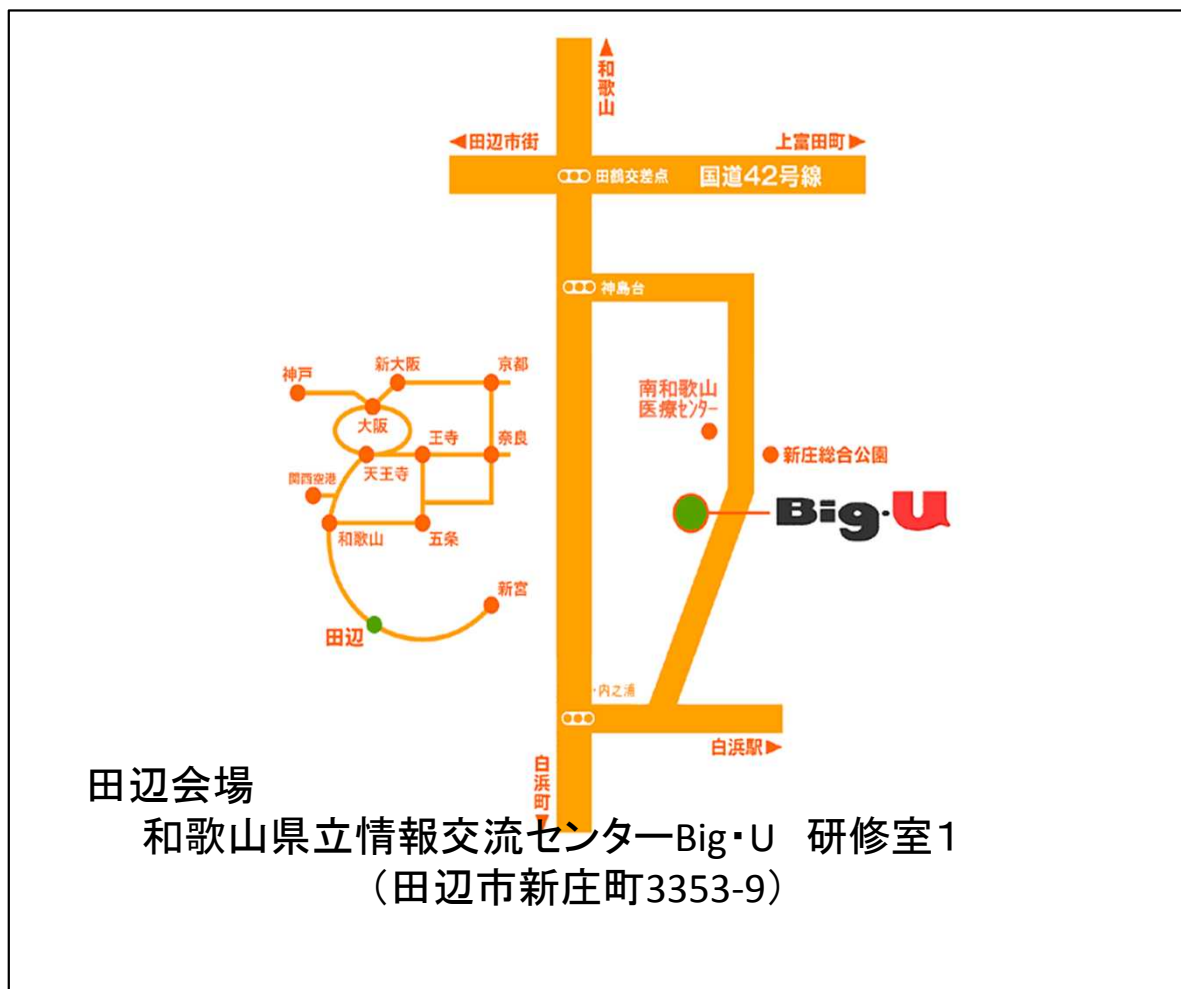 ▲和歌山
◀田辺市街
上富田町▶
田鶴交差点
国道42号線
神島台
神戸
新大阪
京都
大阪
王寺
奈良
天王寺
関西空港
和歌山
五条
新宮
田辺
南和歌山
医療センター
新庄総合公園
Big・U
・内之浦
白浜駅▶
白浜町▼
田辺会場
和歌山県立情報交流センターBig・U　研修室1
（田辺市新庄町3353-9）